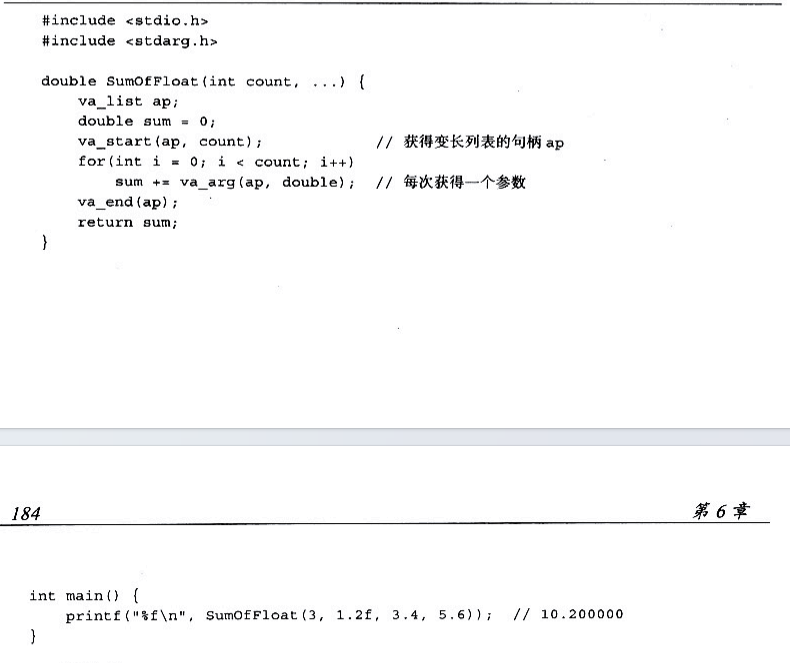 #include <stdio.h>
#include <stdarg.h>
double SumOfFloat(int count, ...) {
va_list ap;
double sum = 0;
va_start(ap, count); // 获得变长列表的句柄 ap
for(int i = 0; i < count; i++)
sum += va_arg(ap, double); // 每次获得一个参数
va_end(ap);
return sum;
}
184 第 6 章
int main() {
printf("%f\n", SumOfFloat(3, 1.2f, 3.4, 5.6)); // 10.200000
}